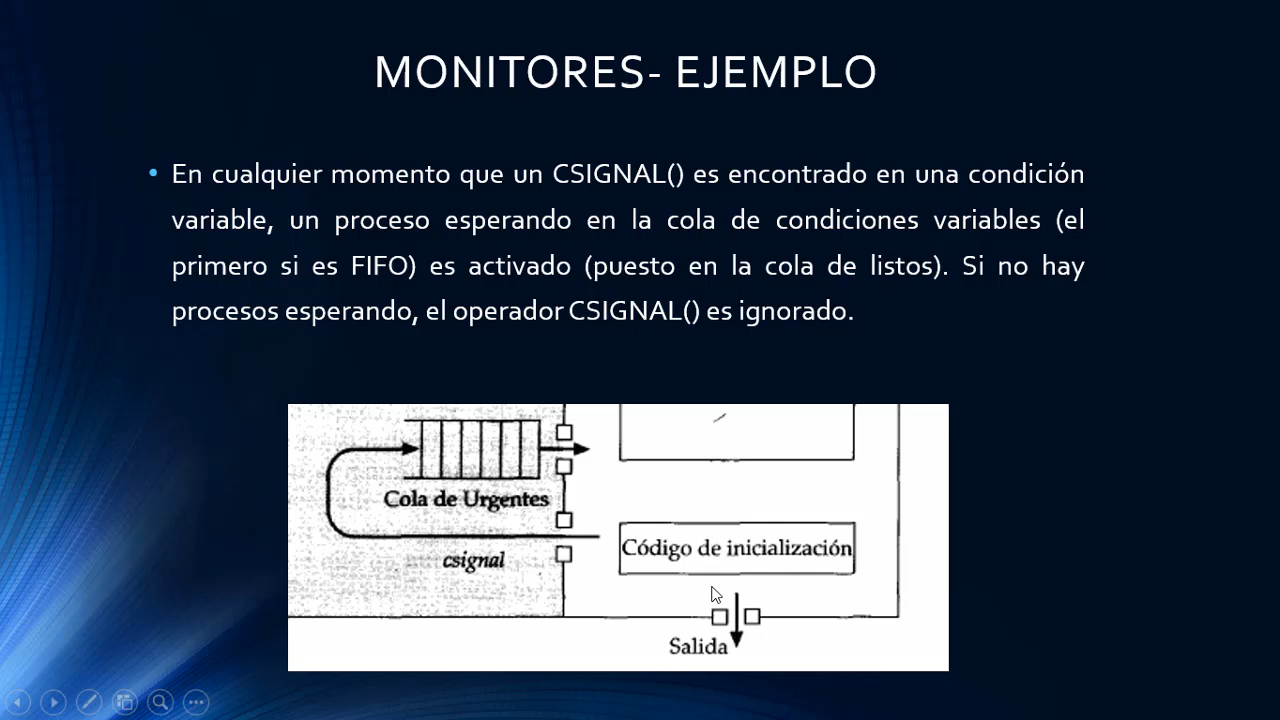 MONITORES- EJEMPLO
• En cualquier momento que un CSIGNAL() es encontrado en una condición
variable, un proceso esperando en la cola de condiciones variables (el
primero si es FIFO) es activado (puesto en la cola de listos). Si no hay
procesos esperando, el operador CSIGNAL() es ignorado.
Cola de Urgentes
csignal
Código de inicialización
Salida